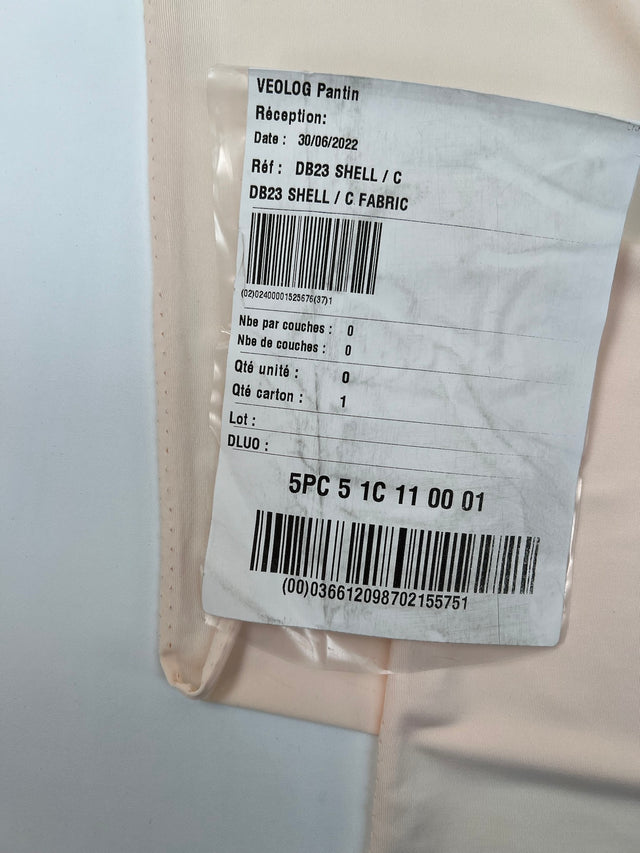 VEOLOG Pantin
Réception:
Date : 30/06/2022
Réf : DB23 SHELL / C
DB23 SHELL / C FABRIC
(02)02400001525676(37)1
Nbe par couches : 0
Nbe de couches : 0
Qté unité : 0
Qté carton : 1
Lot :
DLUO :
5PC 5 1C 11 00 01
(00)036612098702155751